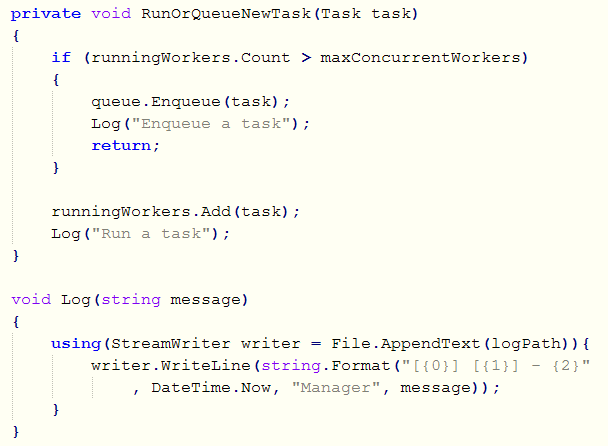 private void RunOrQueueNewTask(Task task)
{
    if (runningWorkers.Count > maxConcurrentWorkers)
    {
        queue.Enqueue(task);
        Log("Enqueue a task");
        return;
    }

    runningWorkers.Add(task);
    Log("Run a task");
}

void Log(string message)
{
    using(StreamWriter writer = File.AppendText(logPath)){
        writer.WriteLine(string.Format("[{0}] [{1}] - {2}"
            , DateTime.Now, "Manager", message));
    }
}